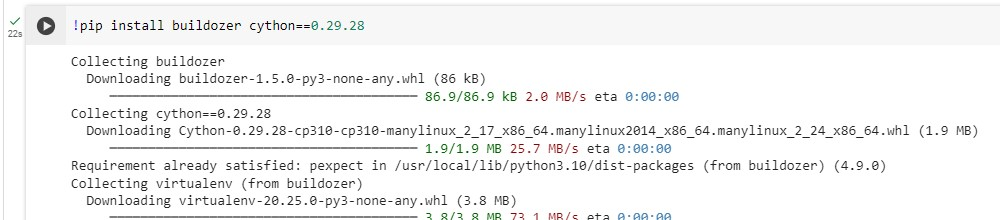 22s
!pip install buildozer cython==0.29.28
Collecting buildozer
Downloading buildozer-1.5.0-py3-none-any.whl (86 kB)
86.9/86.9 kB 2.0 MB/s eta 0:00:00
Collecting cython==0.29.28
Downloading Cython-0.29.28-cp310-cp310-manylinux_2_17_x86_64.manylinux2014_x86_64.manylinux_2_24_x86_64.whl (1.9 MB)
1.9/1.9 MB 25.7 MB/s eta 0:00:00
Requirement already satisfied: pexpect in /usr/local/lib/python3.10/dist-packages (from buildozer) (4.9.0)
Collecting virtualenv (from buildozer)
Downloading virtualenv-20.25.0-py3-none-any.whl (3.8 MB)
3.8/3.8 MB 73.1 MB/s eta 0:00:00